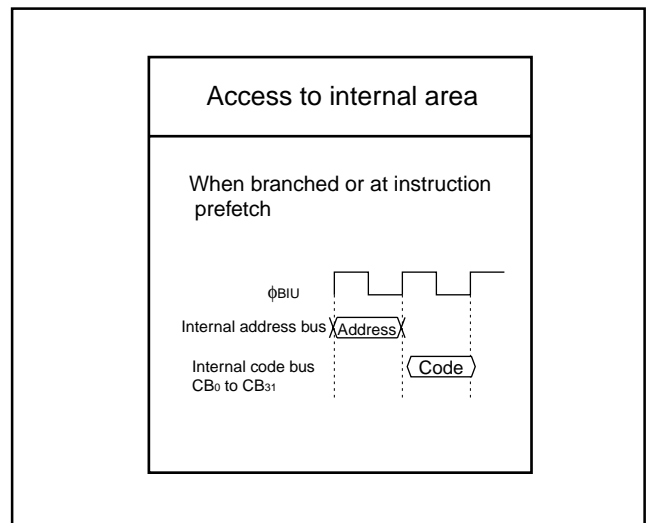 Access to internal area
When branched or at instruction
prefetch
ϕBIU
Internal address bus
Address
Internal code bus
CB0 to CB31
Code